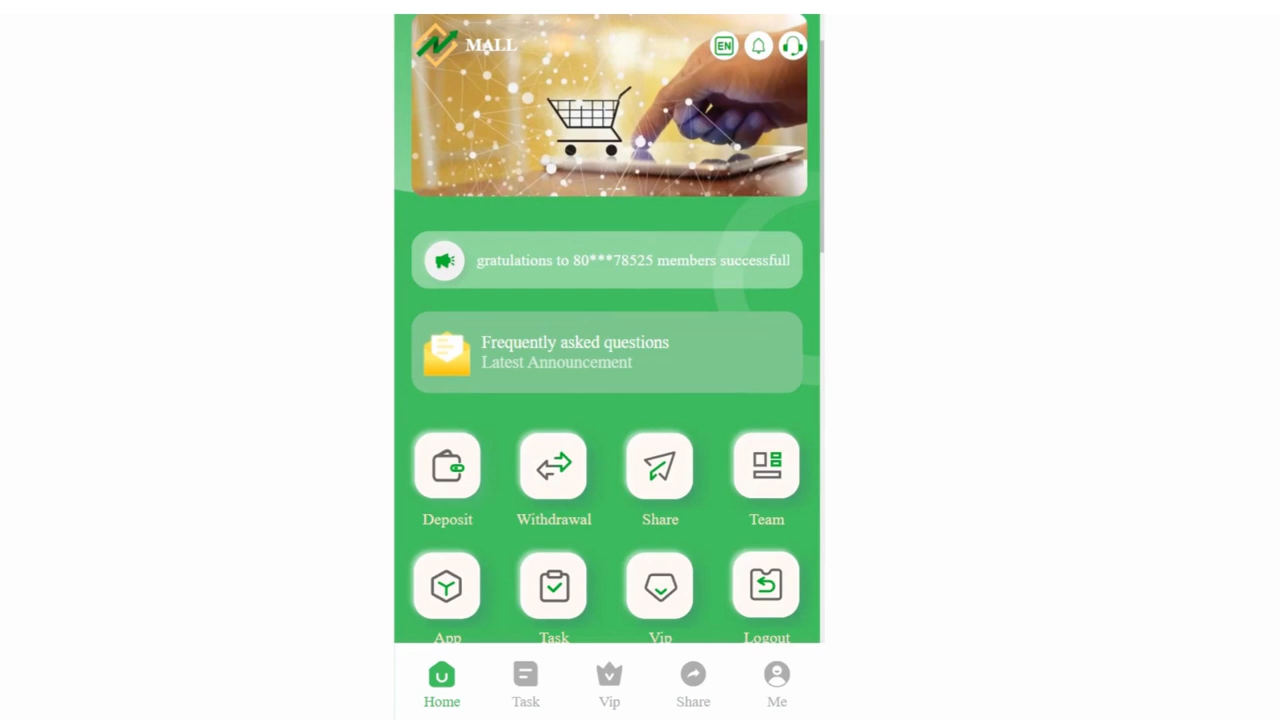 MALL
EN
gratulations to 80***78525 members successfull
Frequently asked questions
Latest Announcement
Deposit Withdrawal Share Team
App Task Vip Logout
Home Task Vip Share Me